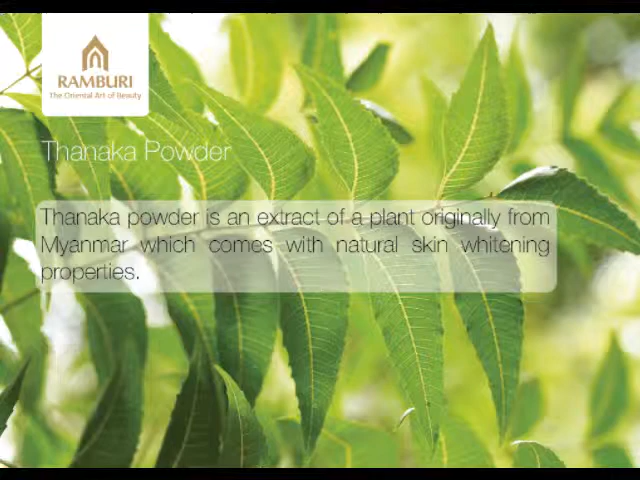 RAMBURI
The Oriental Art of Beauty
Thanaka Powder
Thanaka powder is an extract of a plant originally from
Myanmar which comes with natural skin whitening
properties.